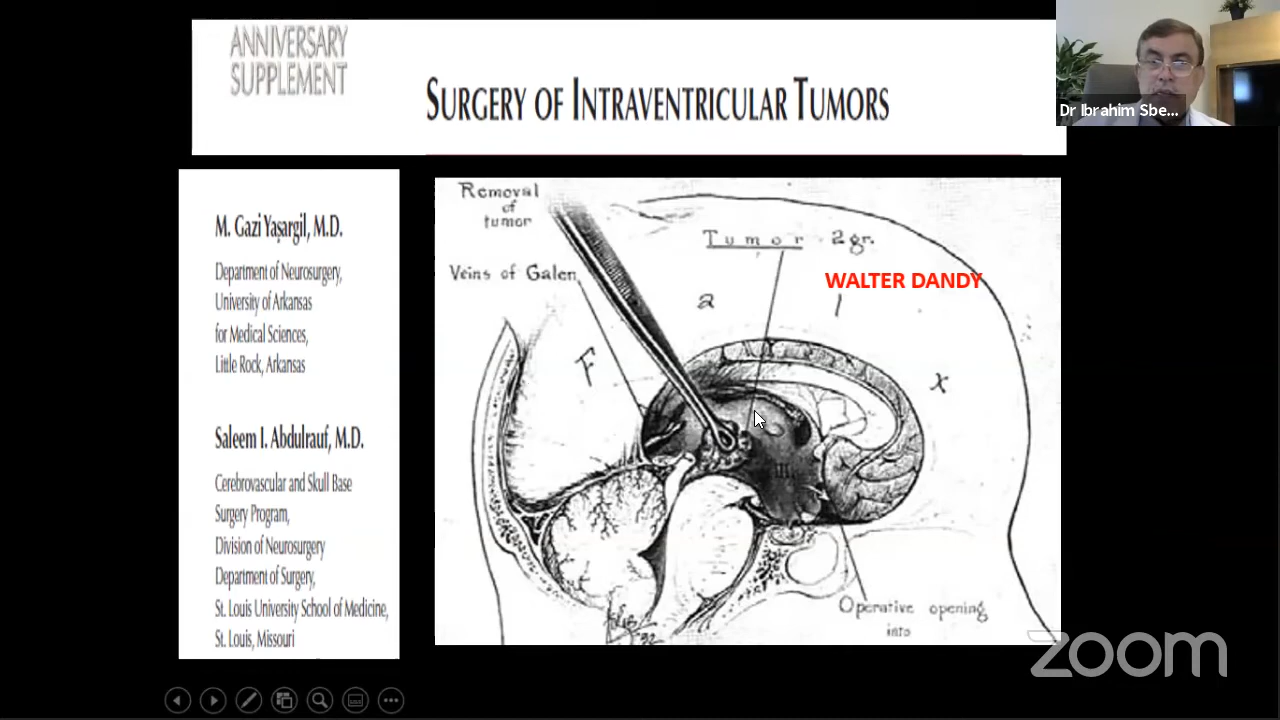 ANNIVERSARY
SUPPLEMENT
SURGERY OF INTRAVENTRICULAR TUMORS
Dr Ibrahim Sbe...
M. Gazi Yaşargil, M.D.
Department of Neurosurgery,
University of Arkansas
for Medical Sciences,
Little Rock, Arkansas
Saleem I. Abdulrauf, M.D.
Cerebrovascular and Skull Base
Surgery Program,
Division of Neurosurgery
Department of Surgery,
St. Louis University School of Medicine,
St. Louis, Missouri
Removal
of
tumor
Tumor 2 gr.
Veins of Galen
WALTER DANDY
a
F
x
III
Operative opening
into
zoom